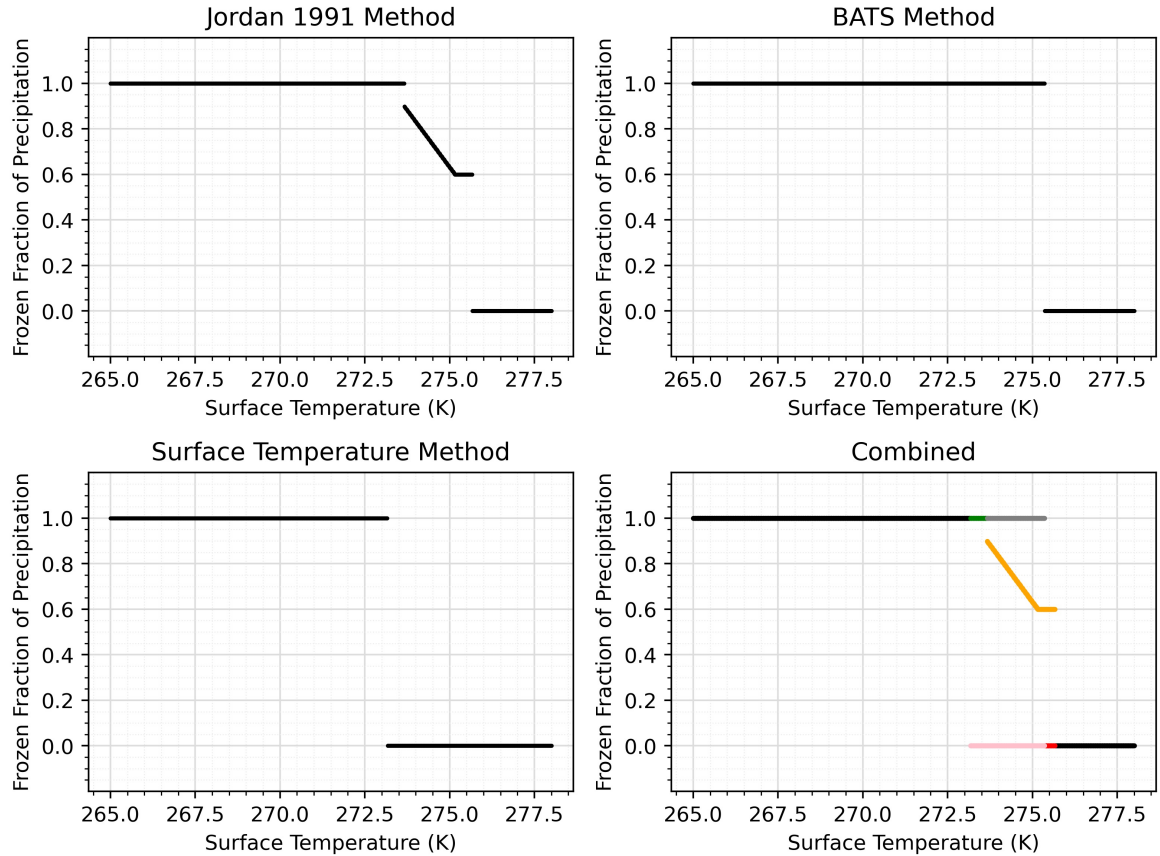 Jordan 1991 Method
Frozen Fraction of Precipitation
1.0
0.8
0.6
0.4
0.2
0.0
265.0 267.5 270.0 272.5 275.0 277.5
Surface Temperature (K)
BATS Method
Frozen Fraction of Precipitation
1.0
0.8
0.6
0.4
0.2
0.0
265.0 267.5 270.0 272.5 275.0 277.5
Surface Temperature (K)
Surface Temperature Method
Frozen Fraction of Precipitation
1.0
0.8
0.6
0.4
0.2
0.0
265.0 267.5 270.0 272.5 275.0 277.5
Surface Temperature (K)
Combined
Frozen Fraction of Precipitation
1.0
0.8
0.6
0.4
0.2
0.0
265.0 267.5 270.0 272.5 275.0 277.5
Surface Temperature (K)